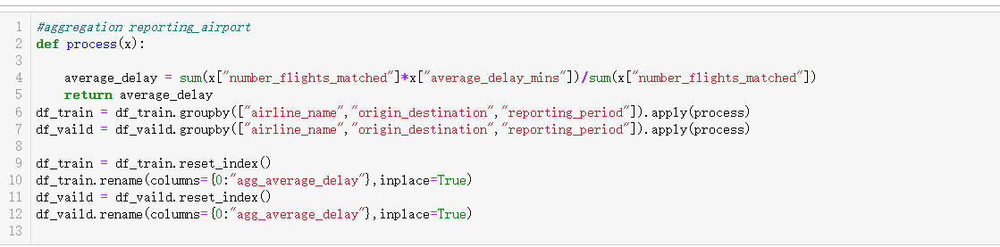 1 #aggregation reporting_airport
2 def process(x):
3
4     average_delay = sum(x["number_flights_matched"]*x["average_delay_mins"])/sum(x["number_flights_matched"])
5     return average_delay
6 df_train = df_train.groupby(["airline_name","origin_destination","reporting_period"]).apply(process)
7 df_vaild = df_vaild.groupby(["airline_name","origin_destination","reporting_period"]).apply(process)
8
9 df_train = df_train.reset_index()
10 df_train.rename(columns={0:"agg_average_delay"},inplace=True)
11 df_vaild = df_vaild.reset_index()
12 df_vaild.rename(columns={0:"agg_average_delay"},inplace=True)
13